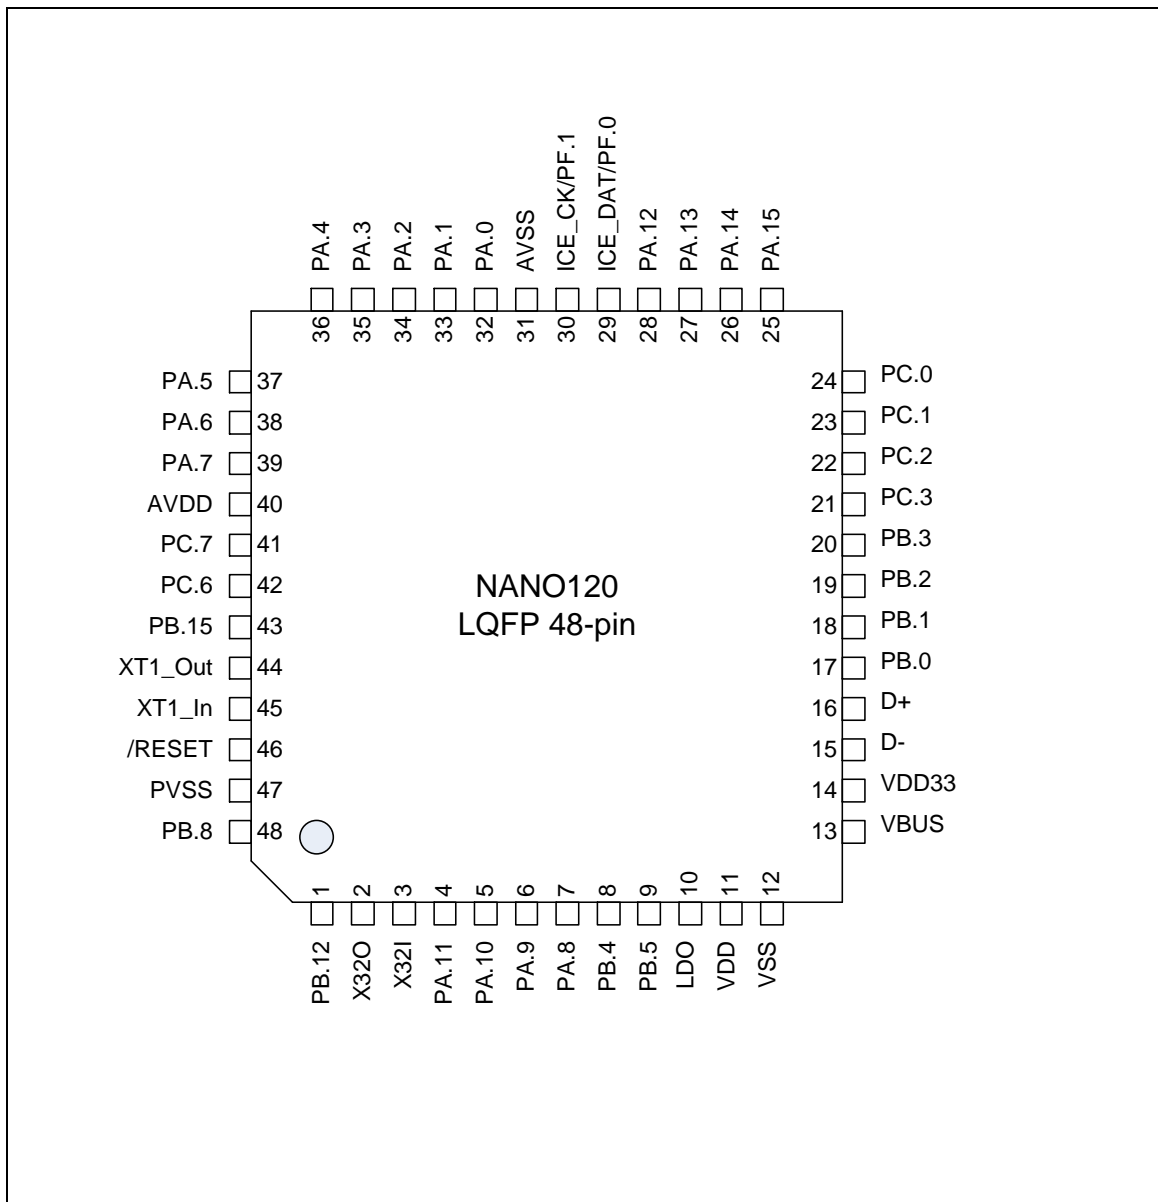 PA.4
PA.3
PA.2
PA.1
PA.0
AVSS
ICE_CK/PF.1
ICE_DAT/PF.0
PA.12
PA.13
PA.14
PA.15
36
35
34
33
32
31
30
29
28
27
26
25
PA.5 37
PA.6 38
PA.7 39
AVDD 40
PC.7 41
PC.6 42
PB.15 43
XT1_Out 44
XT1_In 45
/RESET 46
PVSS 47
PB.8 48
NANO120
LQFP 48-pin
24 PC.0
23 PC.1
22 PC.2
21 PC.3
20 PB.3
19 PB.2
18 PB.1
17 PB.0
16 D+
15 D-
14 VDD33
13 VBUS
1
2
3
4
5
6
7
8
9
10
11
12
PB.12
X32O
X32I
PA.11
PA.10
PA.9
PA.8
PB.4
PB.5
LDO
VDD
VSS